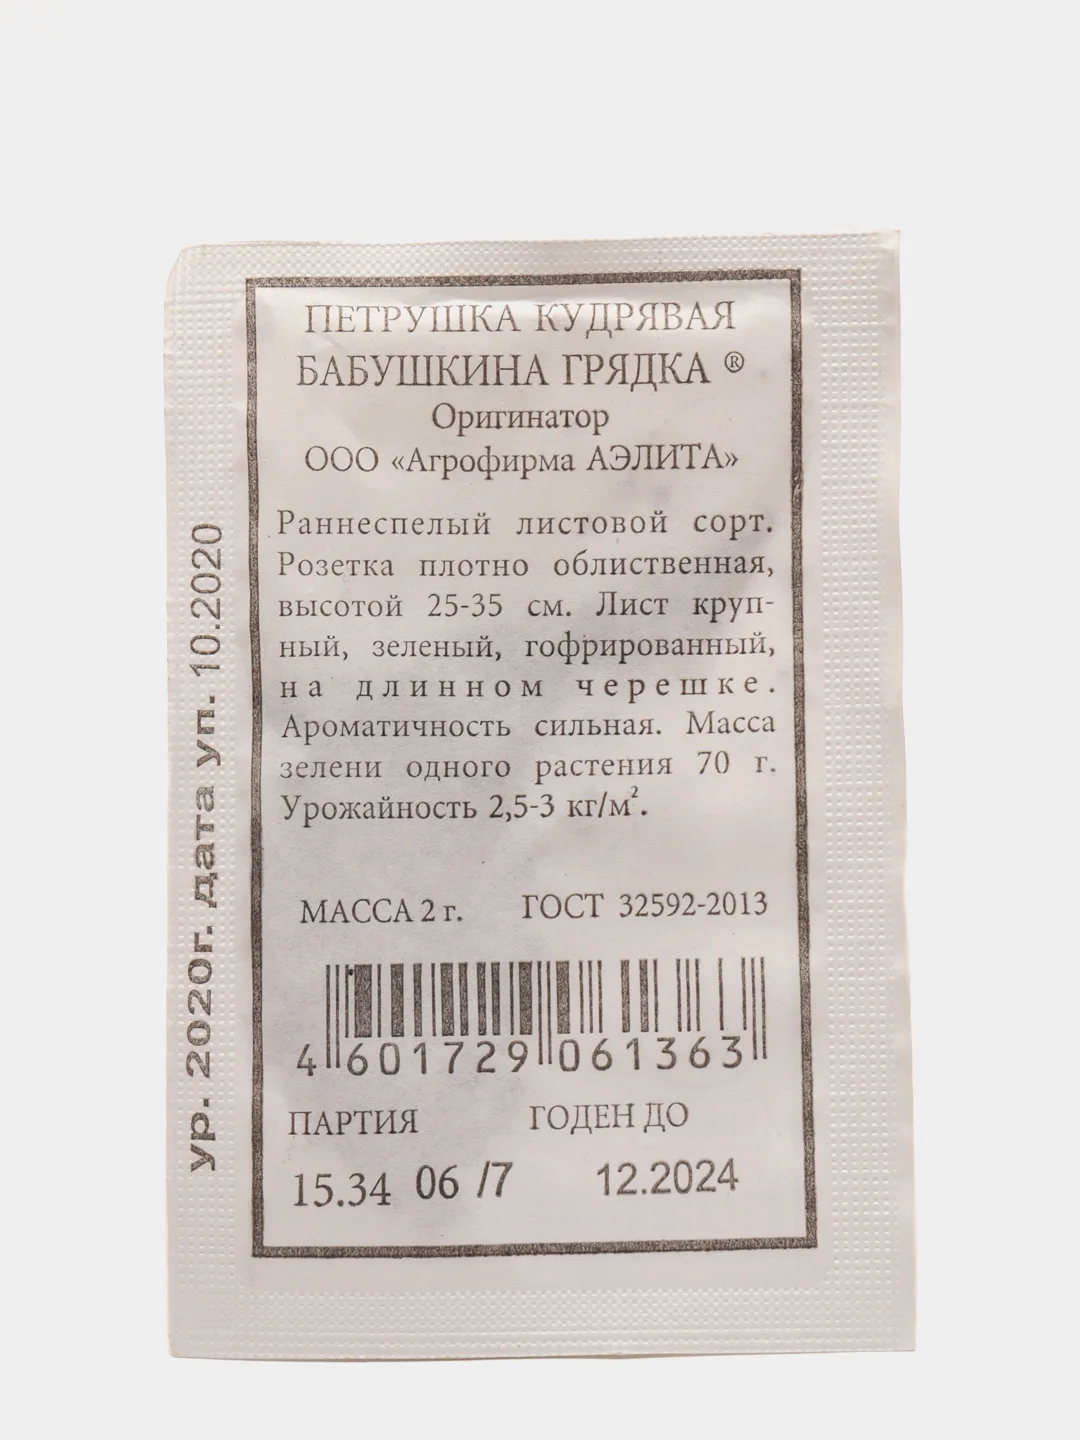 ПЕТРУШКА КУДРЯВАЯ
БАБУШКИНА ГРЯДКА ®
Оригинатор
ООО «Агрофирма АЭЛИТА»
Раннеспелый листовой сорт.
Розетка плотно облиственная,
высотой 25-35 см. Лист круп-
ный, зеленый, гофрированный,
на длинном черешке.
Ароматичность сильная. Масса
зелени одного растения 70 г.
Урожайность 2,5-3 кг/м².
МАССА 2 г. ГОСТ 32592-2013
4 601729 061363
ПАРТИЯ ГОДЕН ДО
15.34 06 /7 12.2024
ур. 2020г. дата уп. 10.2020